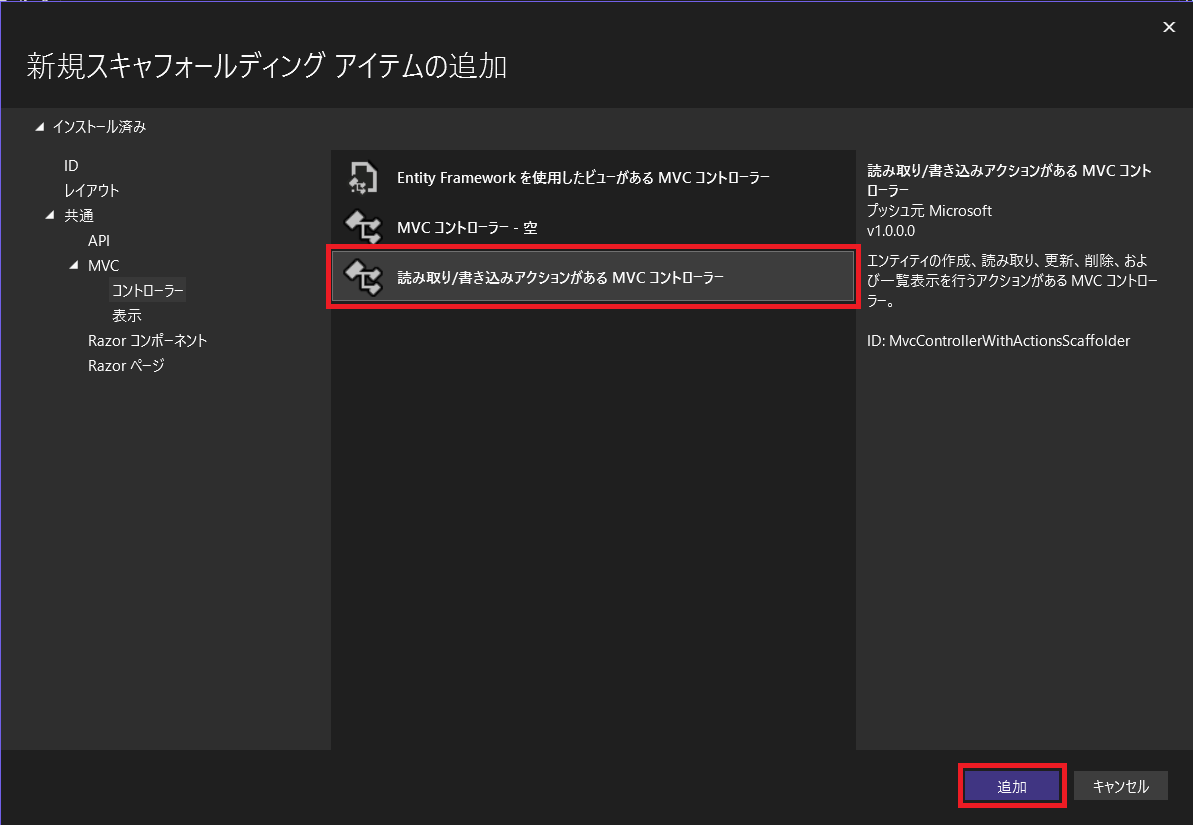 新規スキャフォールディング アイテムの追加
インストール済み
ID
レイアウト
共通
API
MVC
コントローラー
表示
Razor コンポーネント
Razor ページ
Entity Framework を使用したビューがある MVC コントローラー
MVC コントローラー - 空
読み取り/書き込みアクションがある MVC コントローラー
読み取り/書き込みアクションがある MVC コント
ローラー
プッシュ元 Microsoft
v1.0.0.0
エンティティの作成、読み取り、更新、削除、およ
び一覧表示を行うアクションがある MVC コントロー
ラー。
ID: MvcControllerWithActionsScaffolder
追加
キャンセル